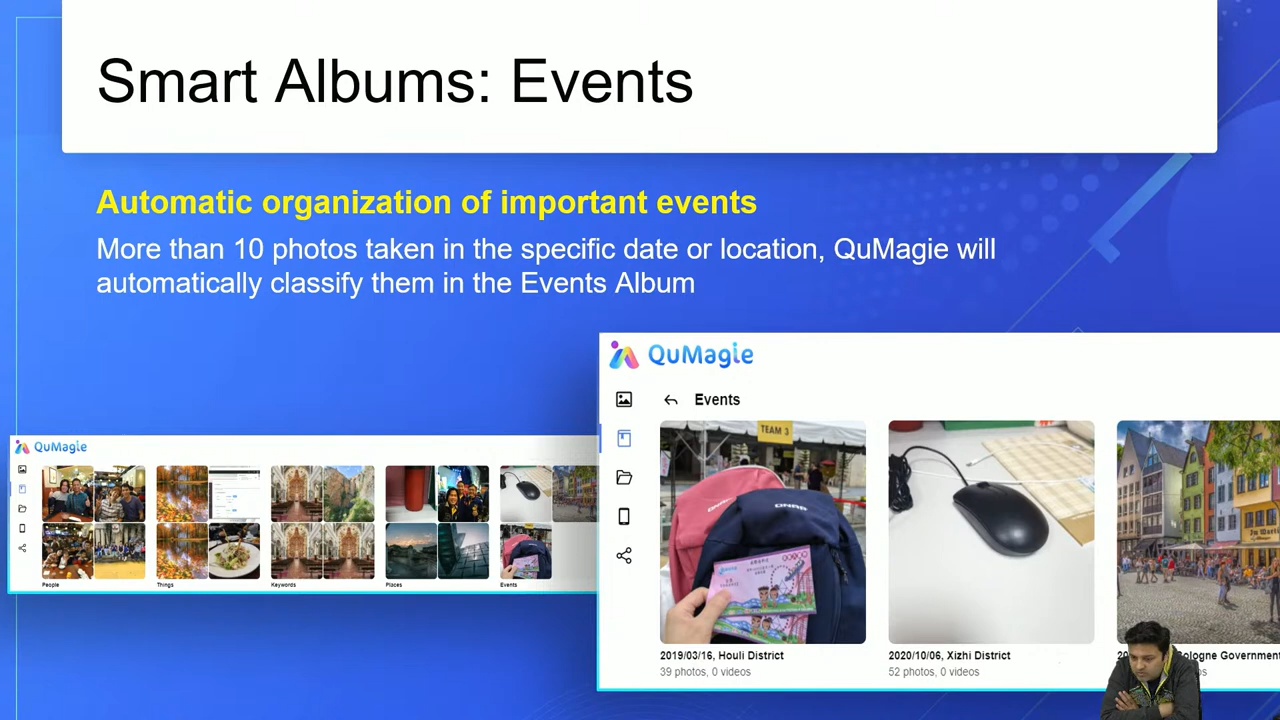 Smart Albums: Events
Automatic organization of important events
More than 10 photos taken in the specific date or location, QuMagie will
automatically classify them in the Events Album
QuMagie
Events
TEAM 3
QNAP
2019/03/16, Houli District
39 photos, 0 videos
2020/10/06, Xizhi District
52 photos, 0 videos
Cologne Government
QuMagie
People
Things
Keywords
Places
Events